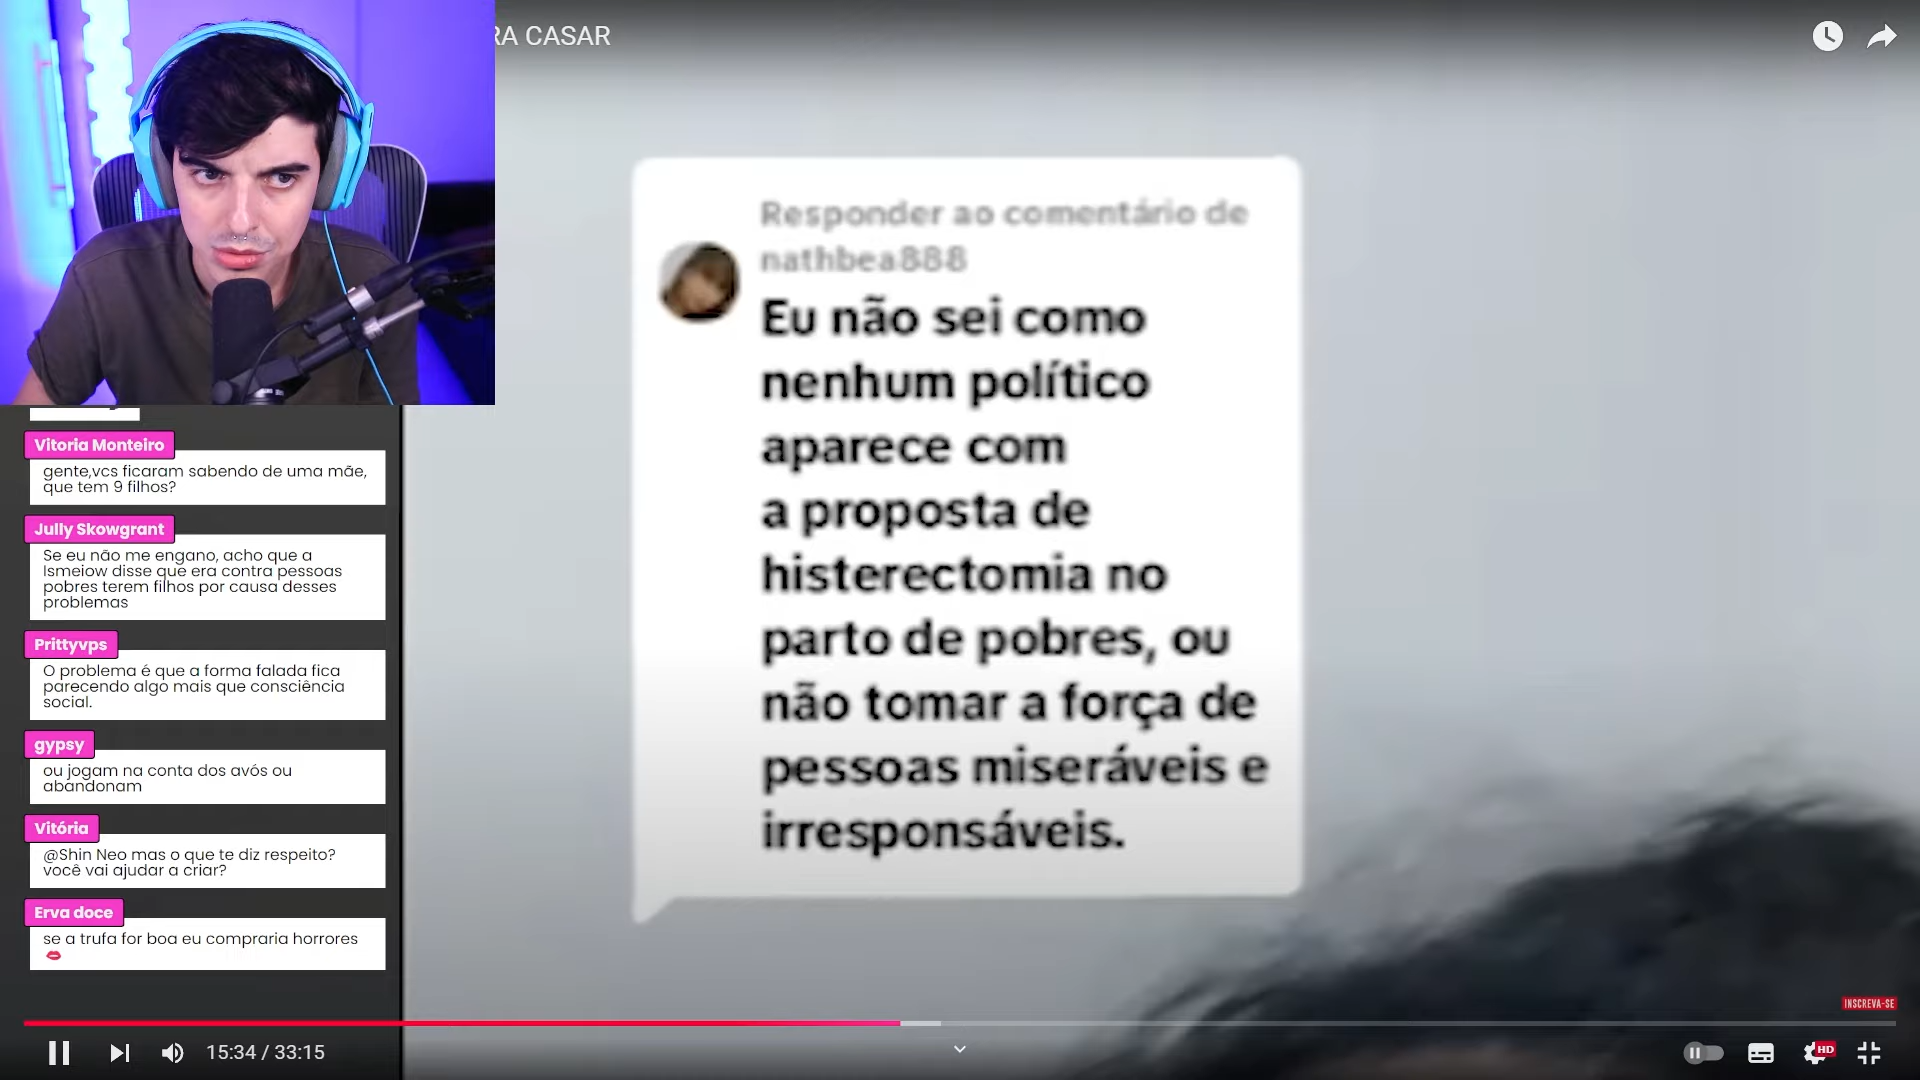 RA CASAR
Responder ao comentário de
nathbea888
Eu não sei como
nenhum político
aparece com
a proposta de
histerectomia no
parto de pobres, ou
não tomar a força de
pessoas miseráveis e
irresponsáveis.
Vitoria Monteiro
gente,vcs ficaram sabendo de uma mãe,
que tem 9 filhos?
Jully Skowgrant
Se eu não me engano, acho que a
Ismeiow disse que era contra pessoas
pobres terem filhos por causa desses
problemas
Prittyvps
O problema é que a forma falada fica
parecendo algo mais que consciência
social.
gypsy
ou jogam na conta dos avós ou
abandonam
Vitória
@Shin Neo mas o que te diz respeito?
você vai ajudar a criar?
Erva doce
se a trufa for boa eu compraria horrores
INSCREVA-SE
15:34 / 33:15
HD